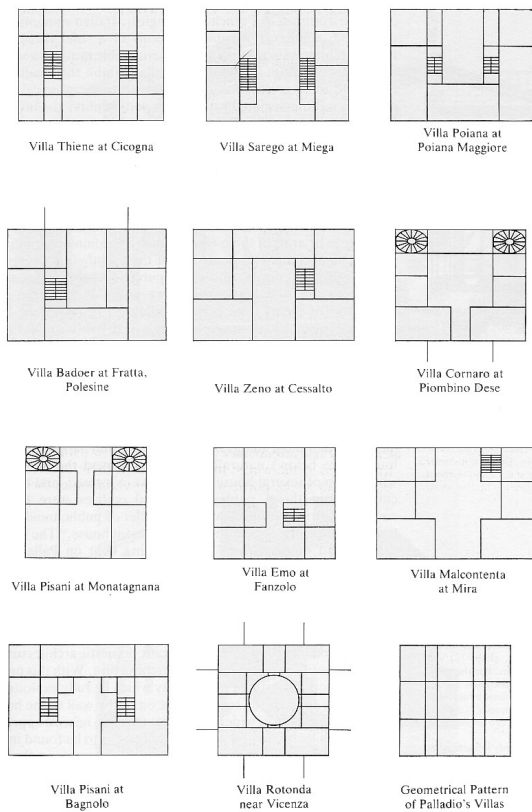 Villa Thiene at Cicogna
Villa Sarego at Miega
Villa Poiana at
Poiana Maggiore
Villa Badoer at Fratta,
Polesine
Villa Zeno at Cessalto
Villa Cornaro at
Piombino Dese
Villa Pisani at Monatagnana
Villa Emo at
Fanzolo
Villa Malcontenta
at Mira
Villa Pisani at
Bagnolo
Villa Rotonda
near Vicenza
Geometrical Pattern
of Palladio's Villas